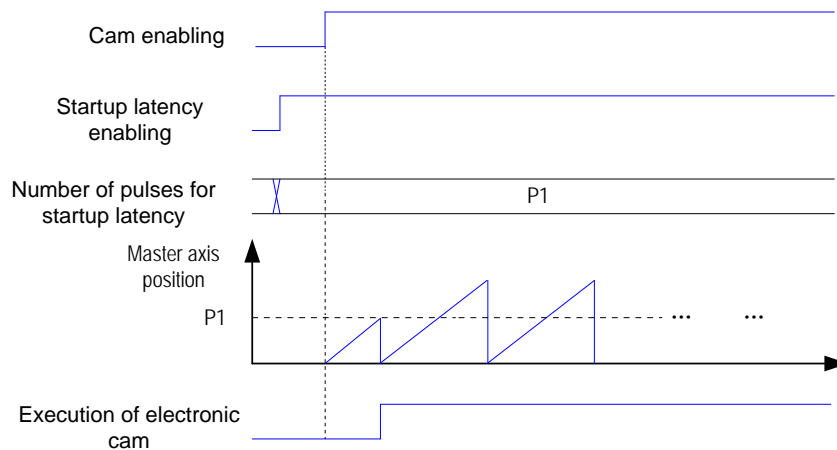 Cam enabling
Startup latency
enabling
Number of pulses for
startup latency
P1
Master axis
position
P1
... ...
Execution of electronic
cam